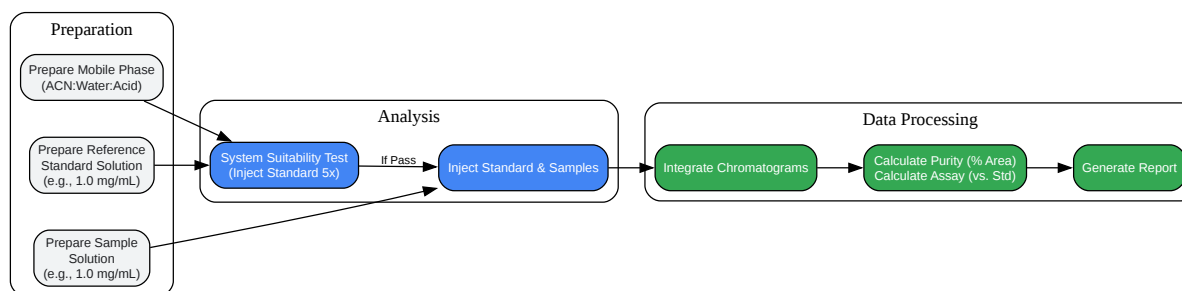 Preparation
Prepare Mobile Phase
(ACN:Water:Acid)
Prepare Reference
Standard Solution
(e.g., 1.0 mg/mL)
Prepare Sample
Solution
(e.g., 1.0 mg/mL)
Analysis
System Suitability Test
(Inject Standard 5x)
If Pass
Inject Standard & Samples
Data Processing
Integrate Chromatograms
Calculate Purity (% Area)
Calculate Assay (vs. Std)
Generate Report